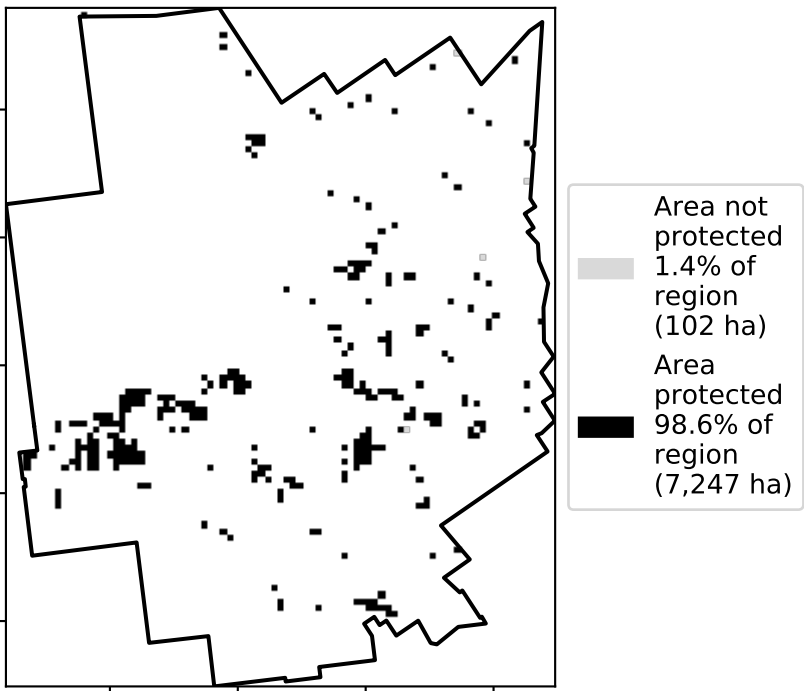 Area not
protected
1.4% of
region
(102 ha)
Area
protected
98.6% of
region
(7,247 ha)